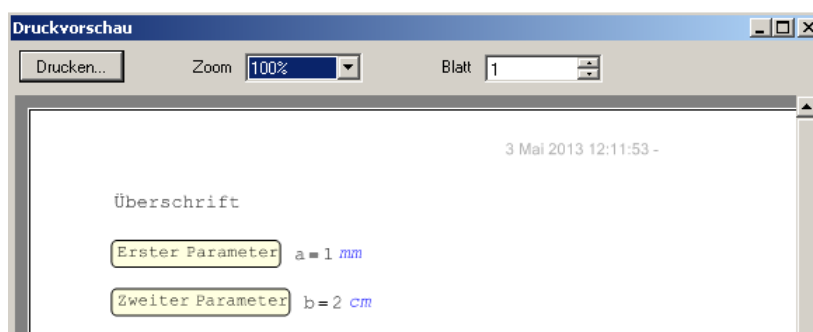 Druckvorschau
Drucken... Zoom 100% Blatt 1
3 Mai 2013 12:11:53 -
Überschrift
Erster Parameter a=1 mm
Zweiter Parameter b=2 cm